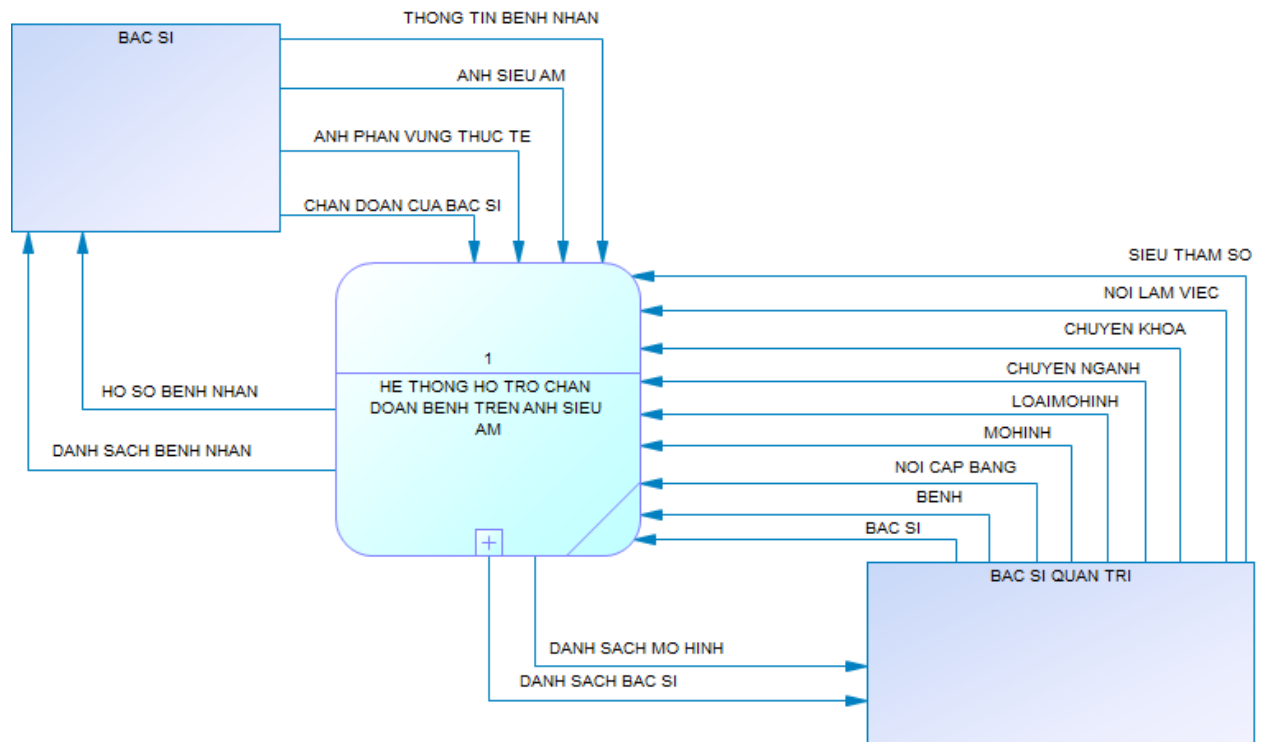 THONG TIN BENH NHAN
BAC SI
ANH SIEU AM
ANH PHAN VUNG THUC TE
CHAN DOAN CUA BAC SI
SIEU THAM SO
NOI LAM VIEC
CHUYEN KHOA
1
CHUYEN NGANH
HE THONG HO TRO CHAN
DOAN BENH TREN ANH SIEU
AM
HO SO BENH NHAN
LOAIMOHINH
MOHINH
DANH SACH BENH NHAN
NOI CAP BANG
BENH
BAC SI
BAC SI QUAN TRI
DANH SACH MO HINH
DANH SACH BAC SI